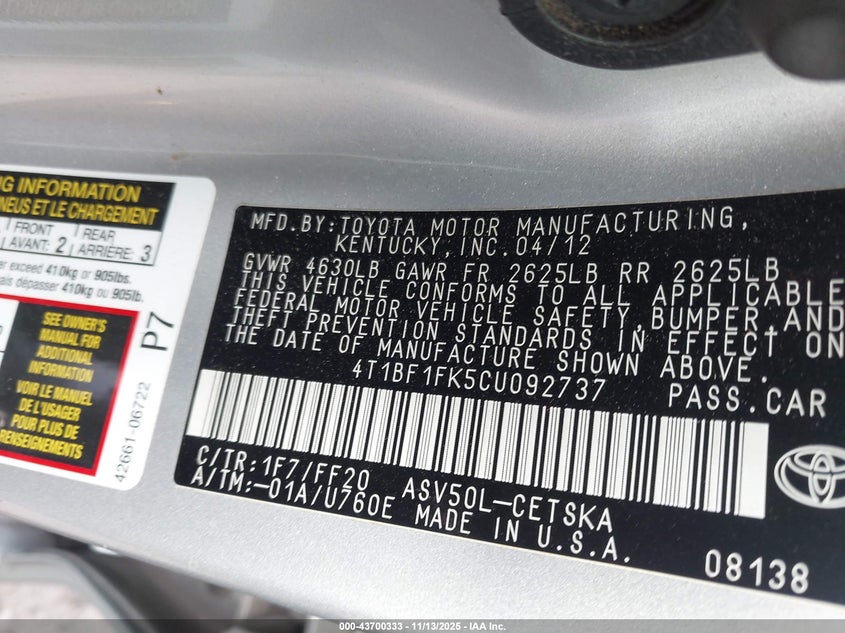 NG INFORMATION
PNEUS ET LE CHARGEMENT
FRONT
AVANT: 2
REAR
ARRIÈRE: 3
er exceed 410kg or 905lbs.
mais dépasser 410kg ou 905lb.
SEE OWNER'S
MANUAL FOR
ADDITIONAL
INFORMATION
VOIR LE MANUEL
DE L'USAGER
POUR PLUS DE
RENSEIGNEMENTS
P7
42661-06722
MFD.BY:TOYOTA MOTOR MANUFACTURING,
KENTUCKY, INC. 04/12
GVWR 4630LB GAWR FR 2625LB RR 2625LB
THIS VEHICLE CONFORMS TO ALL APPLICABLE
FEDERAL MOTOR VEHICLE SAFETY, BUMPER, AND
THEFT PREVENTION STANDARDS IN EFFECT ON
THE DATE OF MANUFACTURE SHOWN ABOVE.
4T1BF1FK5CU092737 PASS.CAR
C/TR:1F7/FF20 ASV50L-CETSKA
A/TM:-01A/U760E MADE IN U.S.A.
08138
000-43700333 | 11/13/2025 - IAA Inc.